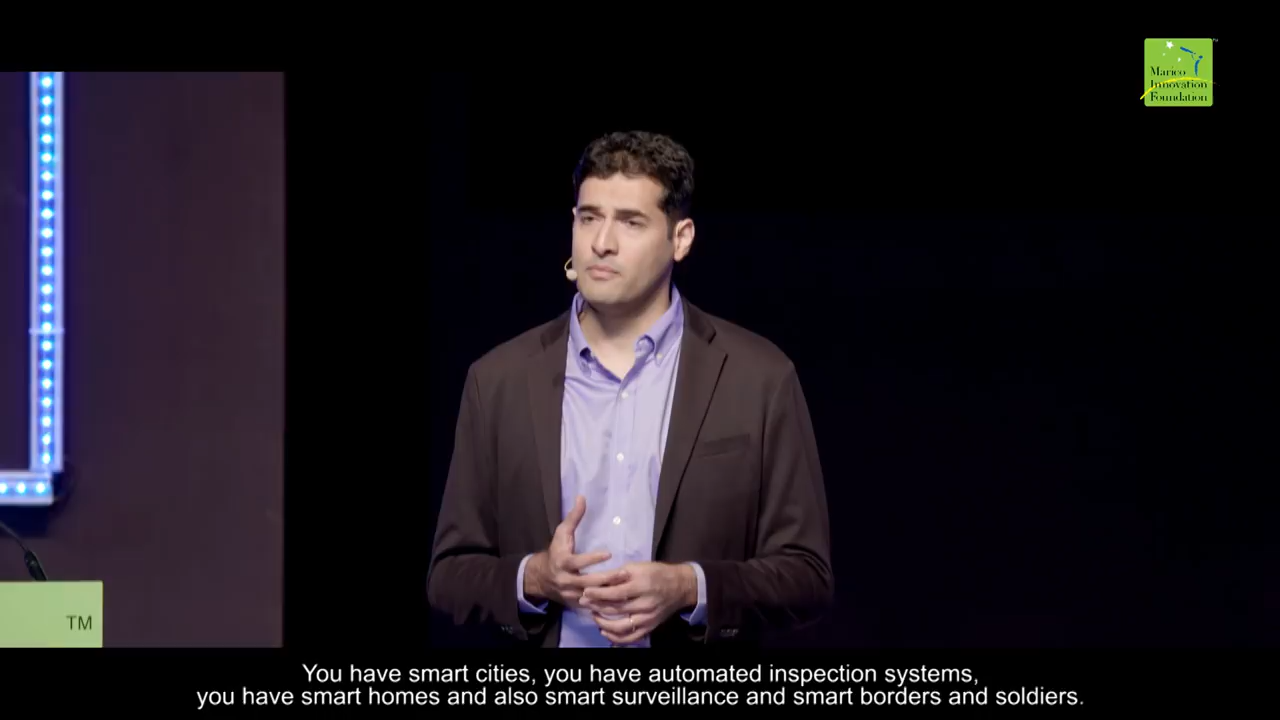 Marico
Innovation
Foundation
TM
You have smart cities, you have automated inspection systems,
you have smart homes and also smart surveillance and smart borders and soldiers.